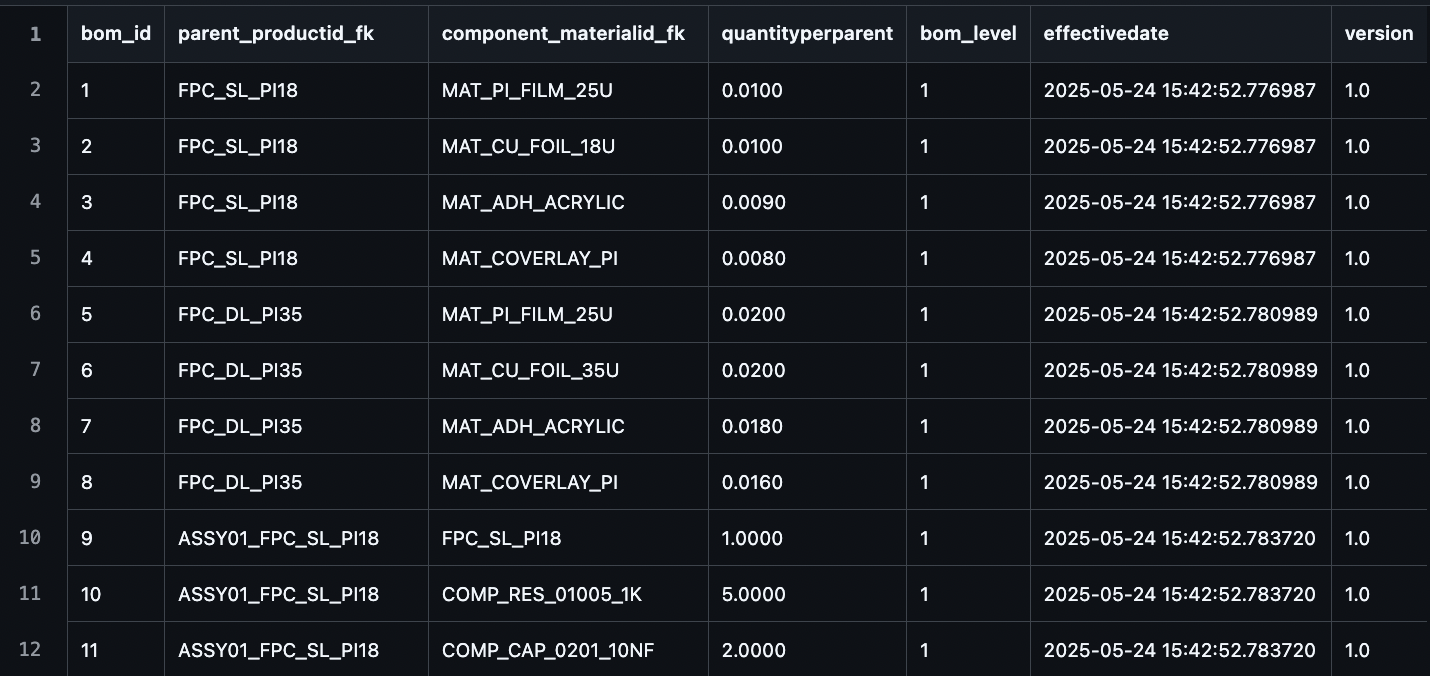 1 bom_id parent_productid_fk component_materialid_fk quantityperparent bom_level effectivedate version
2 1 FPC_SL_PI18 MAT_PI_FILM_25U 0.0100 1 2025-05-24 15:42:52.776987 1.0
3 2 FPC_SL_PI18 MAT_CU_FOIL_18U 0.0100 1 2025-05-24 15:42:52.776987 1.0
4 3 FPC_SL_PI18 MAT_ADH_ACRYLIC 0.0090 1 2025-05-24 15:42:52.776987 1.0
5 4 FPC_SL_PI18 MAT_COVERLAY_PI 0.0080 1 2025-05-24 15:42:52.776987 1.0
6 5 FPC_DL_PI35 MAT_PI_FILM_25U 0.0200 1 2025-05-24 15:42:52.780989 1.0
7 6 FPC_DL_PI35 MAT_CU_FOIL_35U 0.0200 1 2025-05-24 15:42:52.780989 1.0
8 7 FPC_DL_PI35 MAT_ADH_ACRYLIC 0.0180 1 2025-05-24 15:42:52.780989 1.0
9 8 FPC_DL_PI35 MAT_COVERLAY_PI 0.0160 1 2025-05-24 15:42:52.780989 1.0
10 9 ASSY01_FPC_SL_PI18 FPC_SL_PI18 1.0000 1 2025-05-24 15:42:52.783720 1.0
11 10 ASSY01_FPC_SL_PI18 COMP_RES_01005_1K 5.0000 1 2025-05-24 15:42:52.783720 1.0
12 11 ASSY01_FPC_SL_PI18 COMP_CAP_0201_10NF 2.0000 1 2025-05-24 15:42:52.783720 1.0